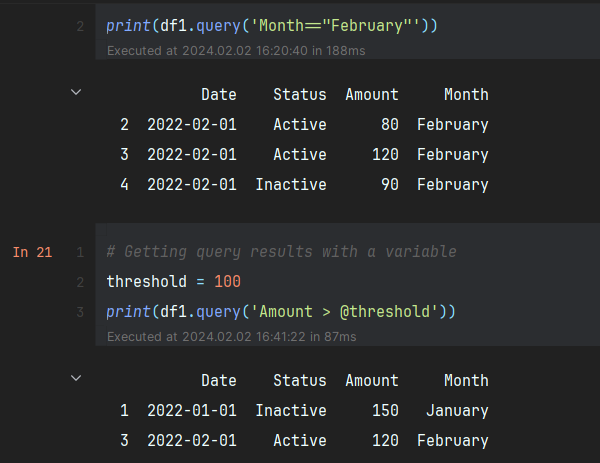 2 print(df1.query('Month=="February"'))
Executed at 2024.02.02 16:20:40 in 188ms
Date Status Amount Month
2 2022-02-01 Active 80 February
3 2022-02-01 Active 120 February
4 2022-02-01 Inactive 90 February
In 21 1 # Getting query results with a variable
2 threshold = 100
3 print(df1.query('Amount > @threshold'))
Executed at 2024.02.02 16:41:22 in 87ms
Date Status Amount Month
1 2022-01-01 Inactive 150 January
3 2022-02-01 Active 120 February